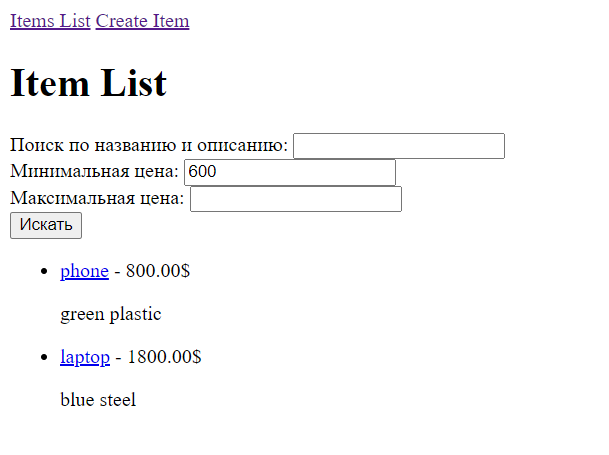 Items List Create Item
Item List
Поиск по названию и описанию:
Минимальная цена: 600
Максимальная цена:
Искать
phone - 800.00$
green plastic
laptop - 1800.00$
blue steel